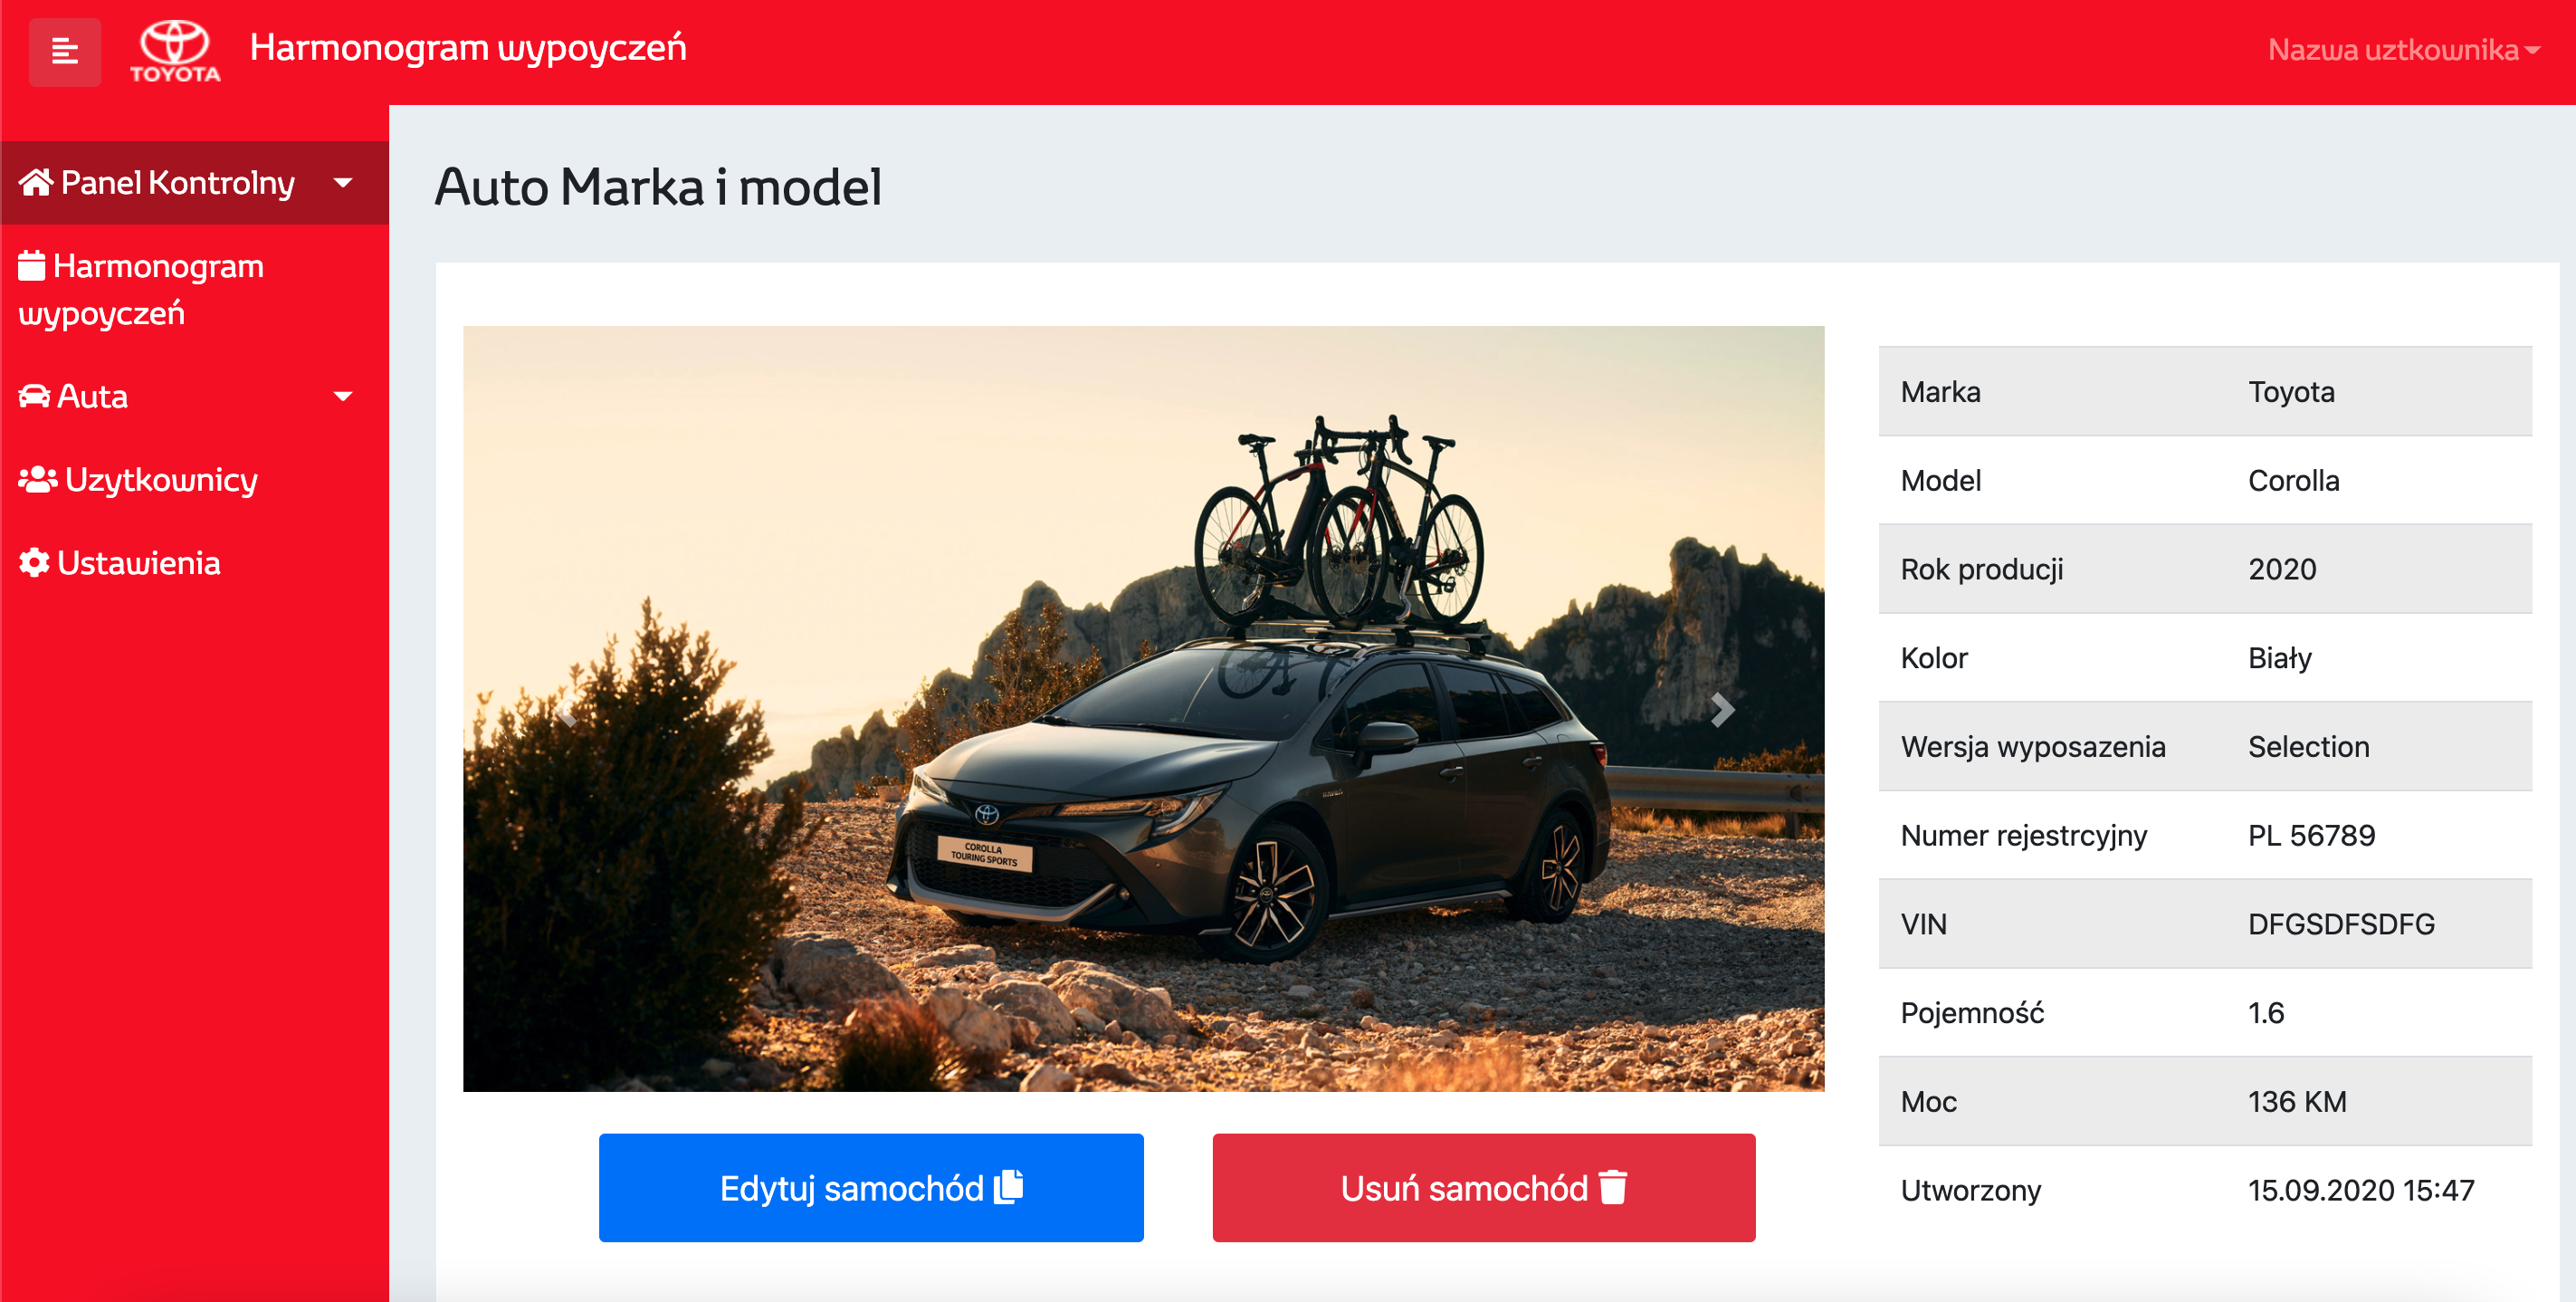 TOYOTA
Harmonogram wypoyczeń
Nazwa uztkownika
Panel Kontrolny
Harmonogram
wypoyczeń
Auta
Uzytkownicy
Ustawienia
Auto Marka i model
COROLLA
TOURING SPORTS
Edytuj samochód
Usuń samochód
Marka Toyota
Model Corolla
Rok producji 2020
Kolor Biały
Wersja wyposazenia Selection
Numer rejestrcyjny PL 56789
VIN DFGSDFSDFG
Pojemność 1.6
Moc 136 KM
Utworzony 15.09.2020 15:47